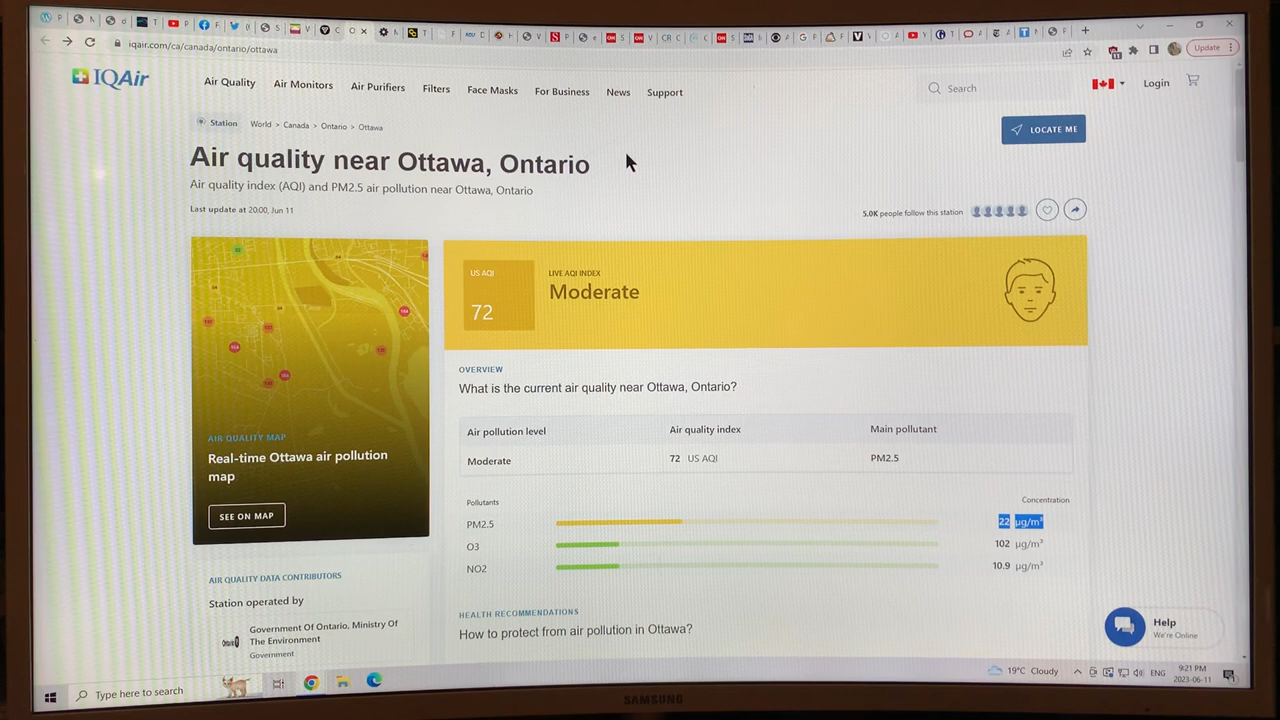 iqair.com/ca/canada/ontario/ottawa
Update
IQAir
Air Quality
Air Monitors
Air Purifiers
Filters
Face Masks
For Business
News
Support
Search
Login
Station
World > Canada > Ontario > Ottawa
LOCATE ME
Air quality near Ottawa, Ontario
Air quality index (AQI) and PM2.5 air pollution near Ottawa, Ontario
Last update at 20:00, Jun 11
5.0K people follow this station
US AQI
72
LIVE AQI INDEX
Moderate
AIR QUALITY MAP
Real-time Ottawa air pollution
map
SEE ON MAP
OVERVIEW
What is the current air quality near Ottawa, Ontario?
Air pollution level Air quality index Main pollutant
Moderate 72 US AQI PM2.5
Pollutants Concentration
PM2.5 22 µg/m³
O3 102 µg/m³
NO2 10.9 µg/m³
AIR QUALITY DATA CONTRIBUTORS
Station operated by
Government Of Ontario, Ministry Of
The Environment
Government
HEALTH RECOMMENDATIONS
How to protect from air pollution in Ottawa?
Help
We're Online
Type here to search
19°C Cloudy
ENG
9:21 PM
2023-06-11
SAMSUNG